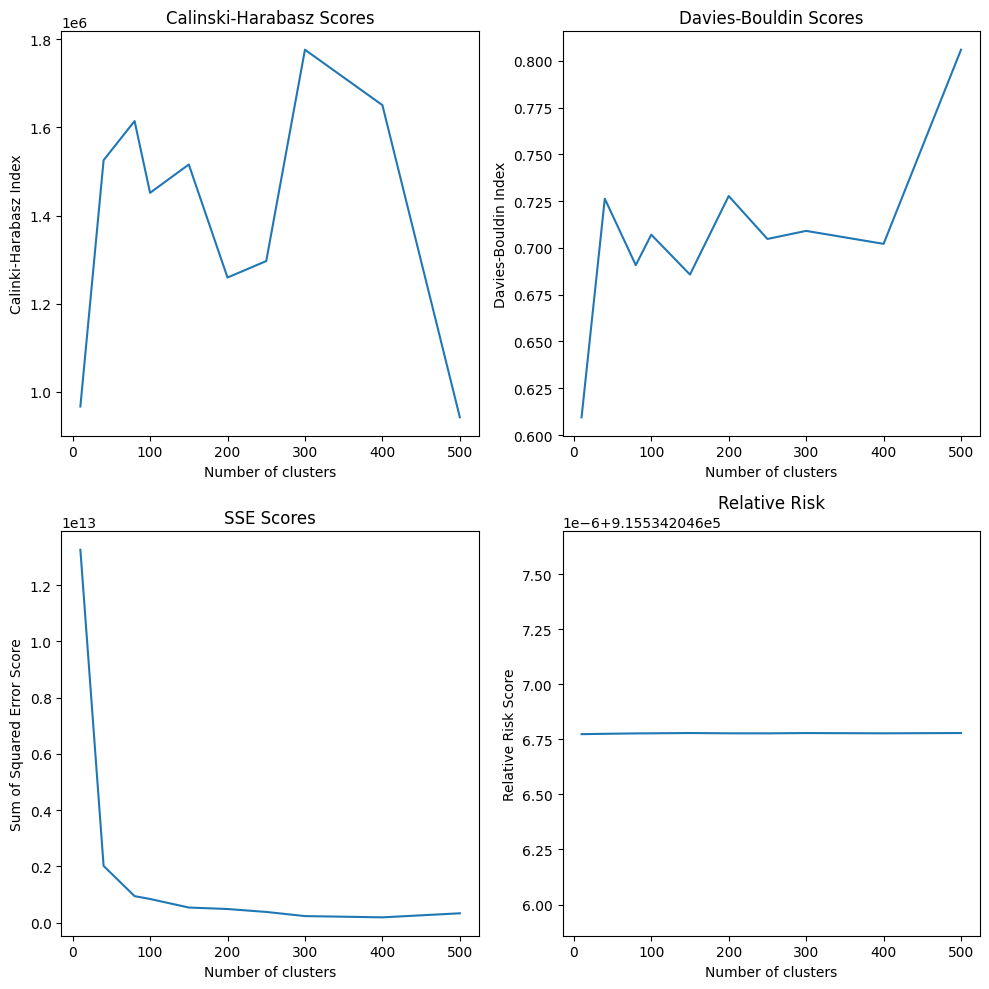 Calinski-Harabasz Scores
1e6
1.8
1.6
1.4
1.2
1.0
Calinki-Harabasz Index
0 100 200 300 400 500
Number of clusters
Davies-Bouldin Scores
0.800
0.775
0.750
0.725
0.700
0.675
0.650
0.625
0.600
Davies-Bouldin Index
0 100 200 300 400 500
Number of clusters
SSE Scores
1e13
1.2
1.0
0.8
0.6
0.4
0.2
0.0
Sum of Squared Error Score
0 100 200 300 400 500
Number of clusters
Relative Risk
1e−6+9.155342046e5
7.50
7.25
7.00
6.75
6.50
6.25
6.00
Relative Risk Score
0 100 200 300 400 500
Number of clusters